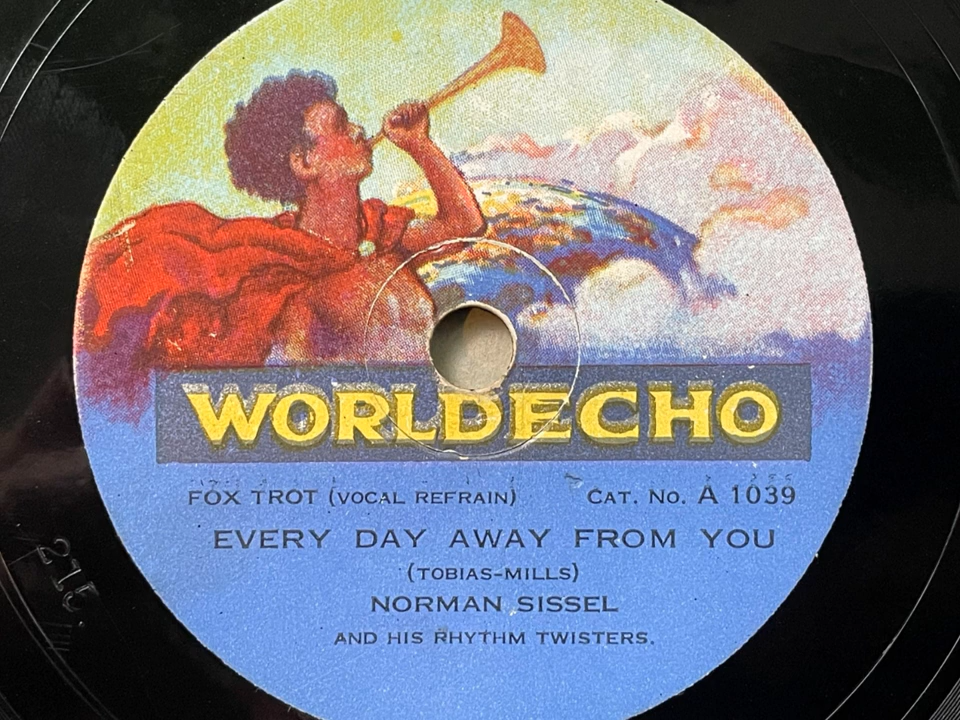 WORLDECHO
FOX TROT (VOCAL REFRAIN) CAT. NO. A 1039
EVERY DAY AWAY FROM YOU
(TOBIAS-MILLS)
NORMAN SISSEL
AND HIS RHYTHM TWISTERS.